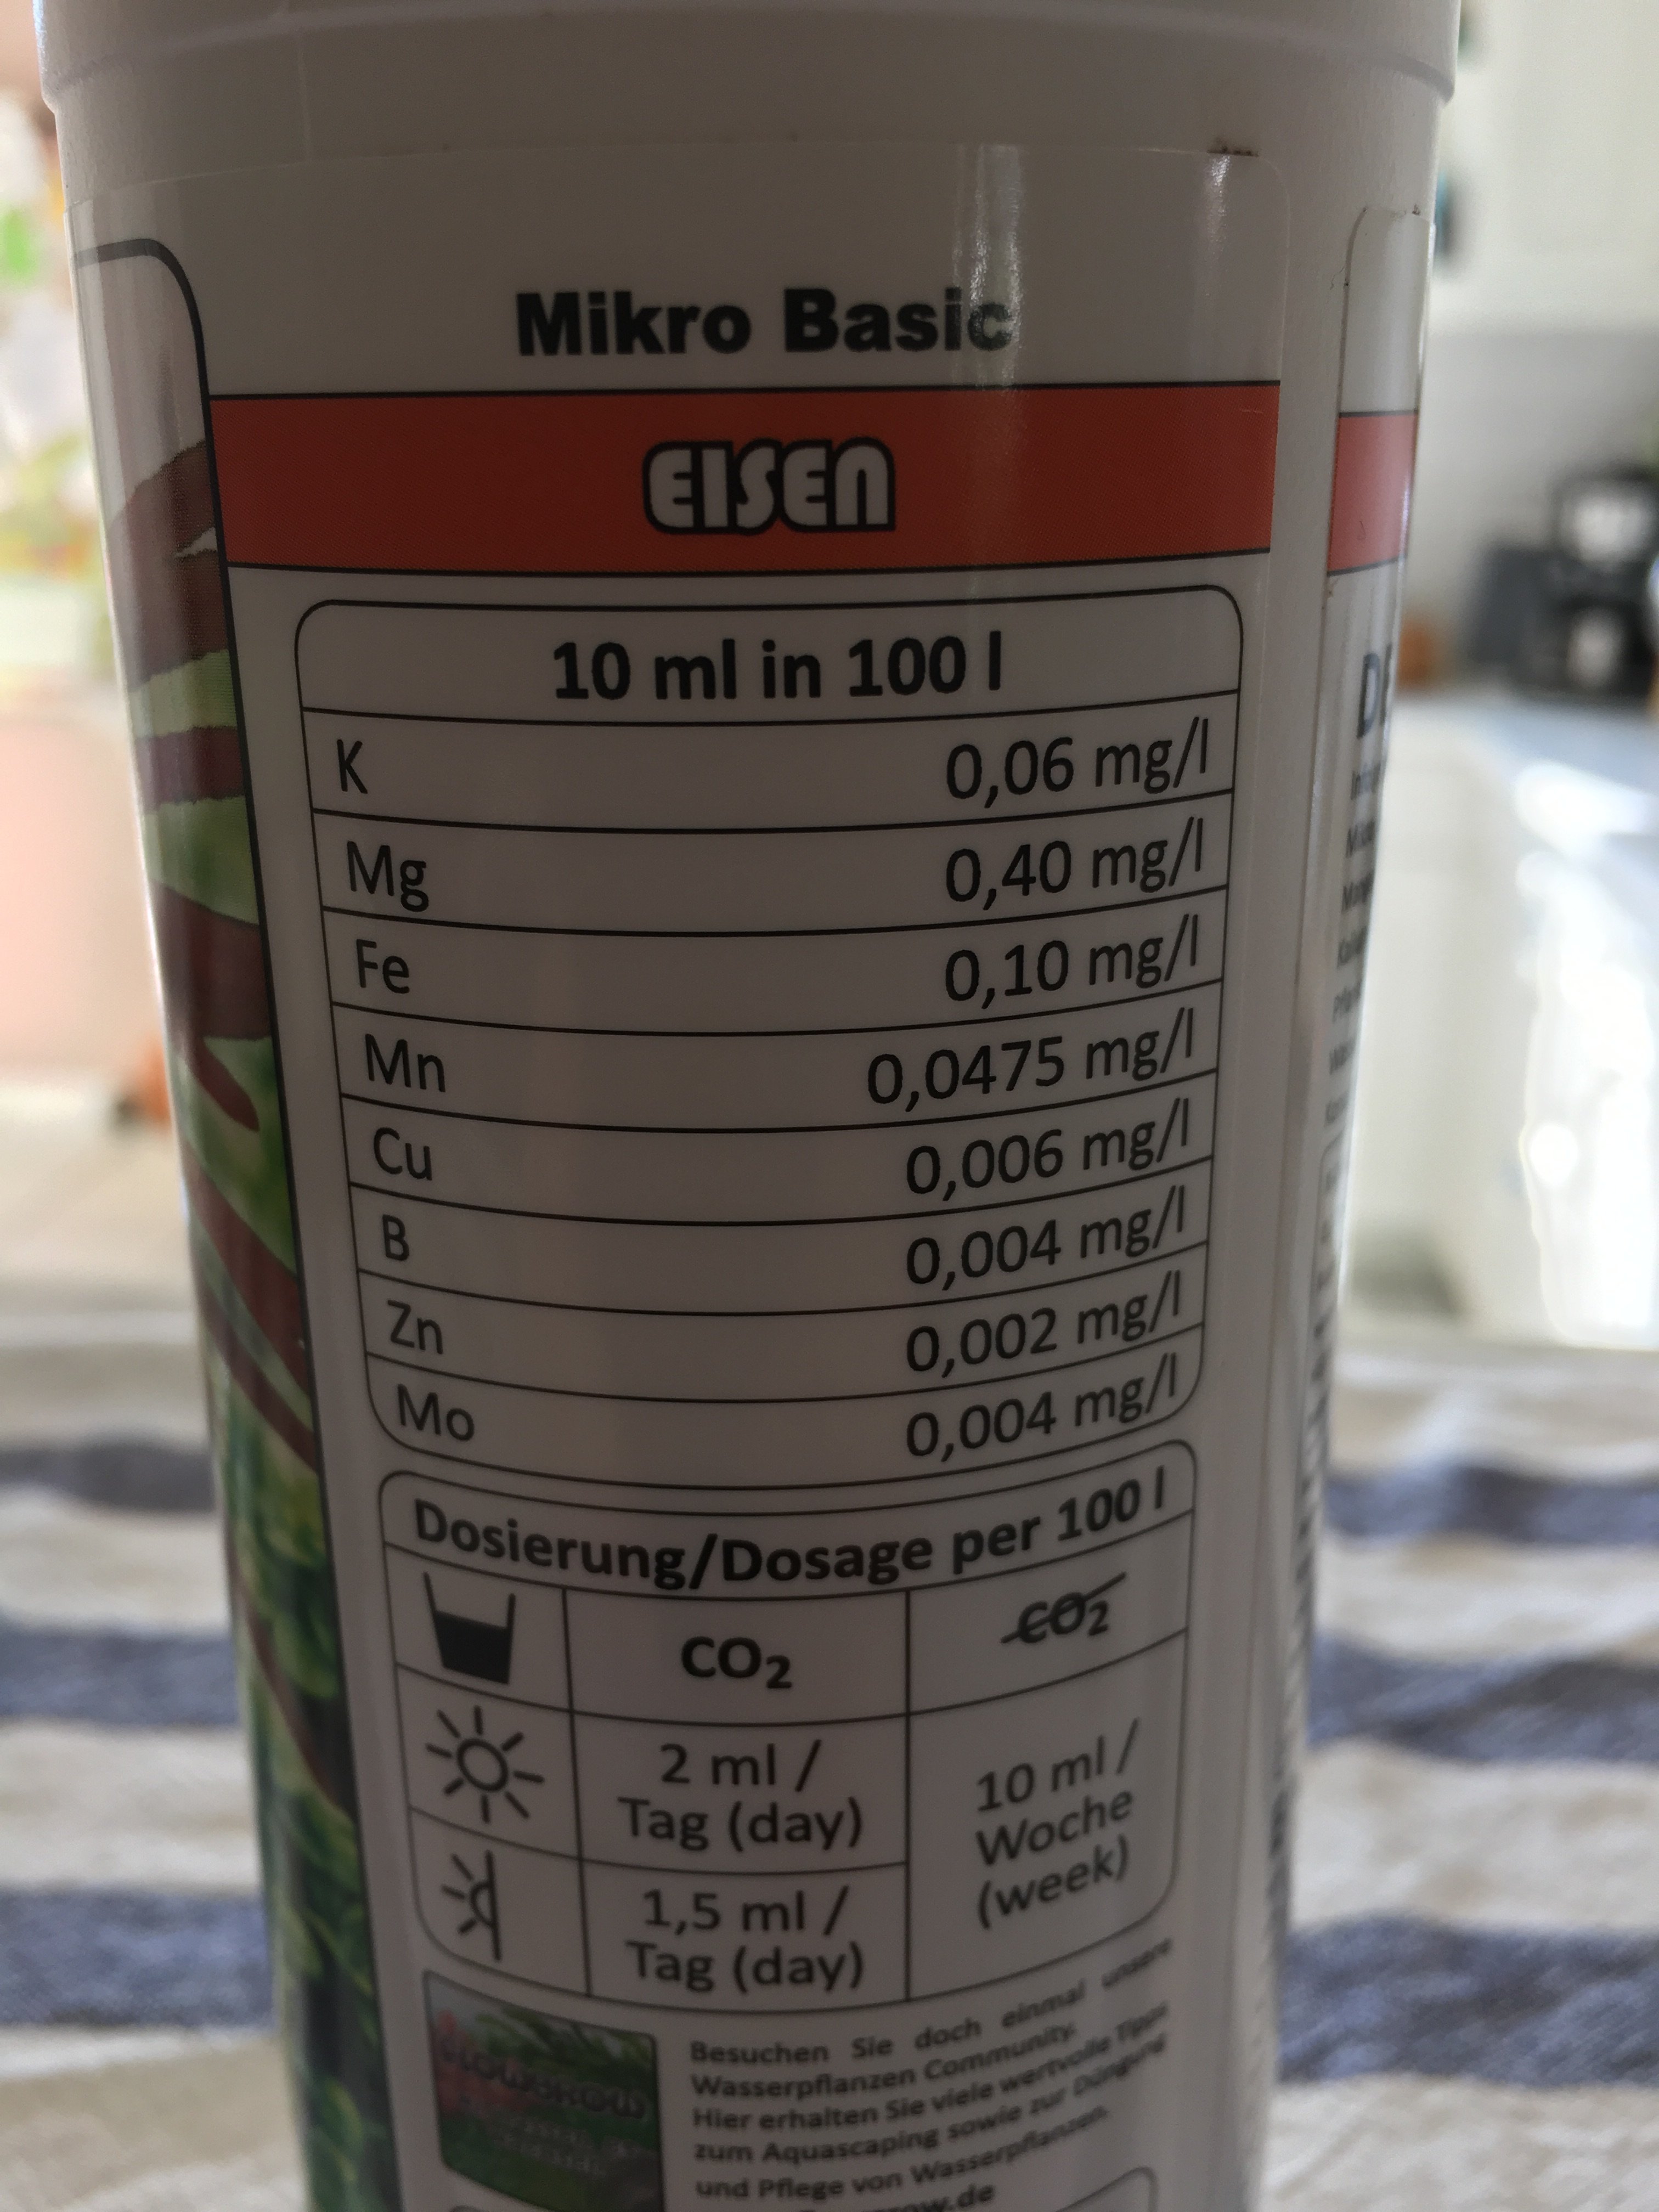 Mikro Basic
EISEN
10 ml in 100 l
K 0,06 mg/l
Mg 0,40 mg/l
Fe 0,10 mg/l
Mn 0,0475 mg/l
Cu 0,006 mg/l
B 0,004 mg/l
Zn 0,002 mg/l
Mo 0,004 mg/l
Dosierung/Dosage per 100 l
CO₂ CO₂
2 ml /
Tag (day)
10 ml /
Woche
(week)
1,5 ml /
Tag (day)
Besuchen Sie doch einmal unsere
Wasserpflanzen Community.
Hier erhalten Sie viele wertvolle Tipps
zum Aquascaping sowie zur Düngung
und Pflege von Wasserpflanzen.